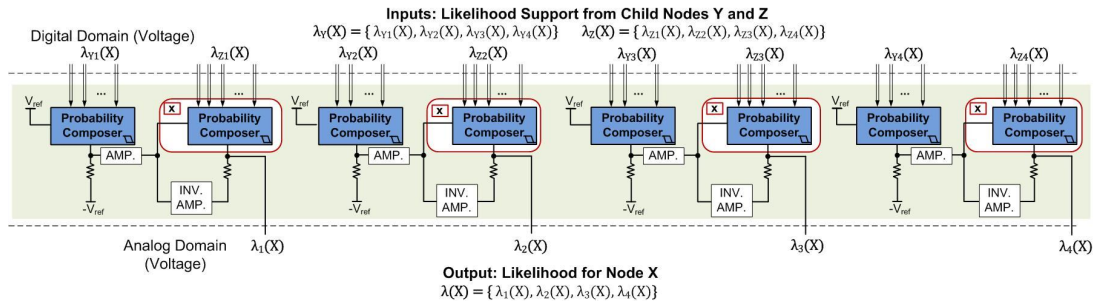 Inputs: Likelihood Support from Child Nodes Y and Z
λY(X) = { λY1(X), λY2(X), λY3(X), λY4(X)} λZ(X) = {λZ1(X), λZ2(X), λZ3(X), λZ4(X)}
Digital Domain (Voltage)
λY1(X) λZ1(X) λY2(X) λZ2(X) λY3(X) λZ3(X) λY4(X) λZ4(X)
... ... ... ... ... ... ... ...
Vref x Vref x Vref x Vref x
Probability Composer Probability Composer Probability Composer Probability Composer Probability Composer Probability Composer Probability Composer Probability Composer
AMP. AMP. AMP. AMP.
INV. AMP. INV. AMP. INV. AMP. INV. AMP.
-Vref -Vref -Vref -Vref
Analog Domain (Voltage)
λ1(X) λ2(X) λ3(X) λ4(X)
Output: Likelihood for Node X
λ(X) = { λ1(X), λ2(X), λ3(X), λ4(X)}